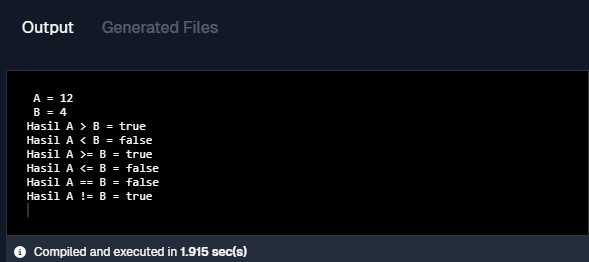 Output Generated Files
A = 12
B = 4
Hasil A > B = true
Hasil A < B = false
Hasil A >= B = true
Hasil A <= B = false
Hasil A == B = false
Hasil A != B = true
Compiled and executed in 1.915 sec(s)